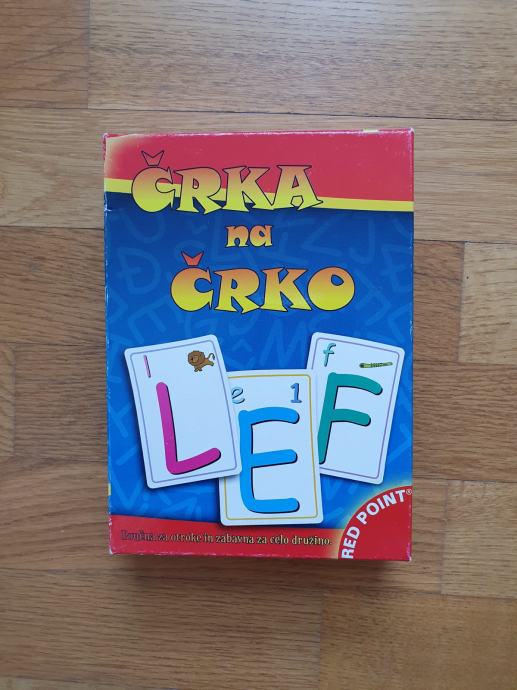 ČRKA
na
ČRKO
l
L
e 1
E
f
F
Poučna za otroke in zabavna za celo družino.
RED POINT®